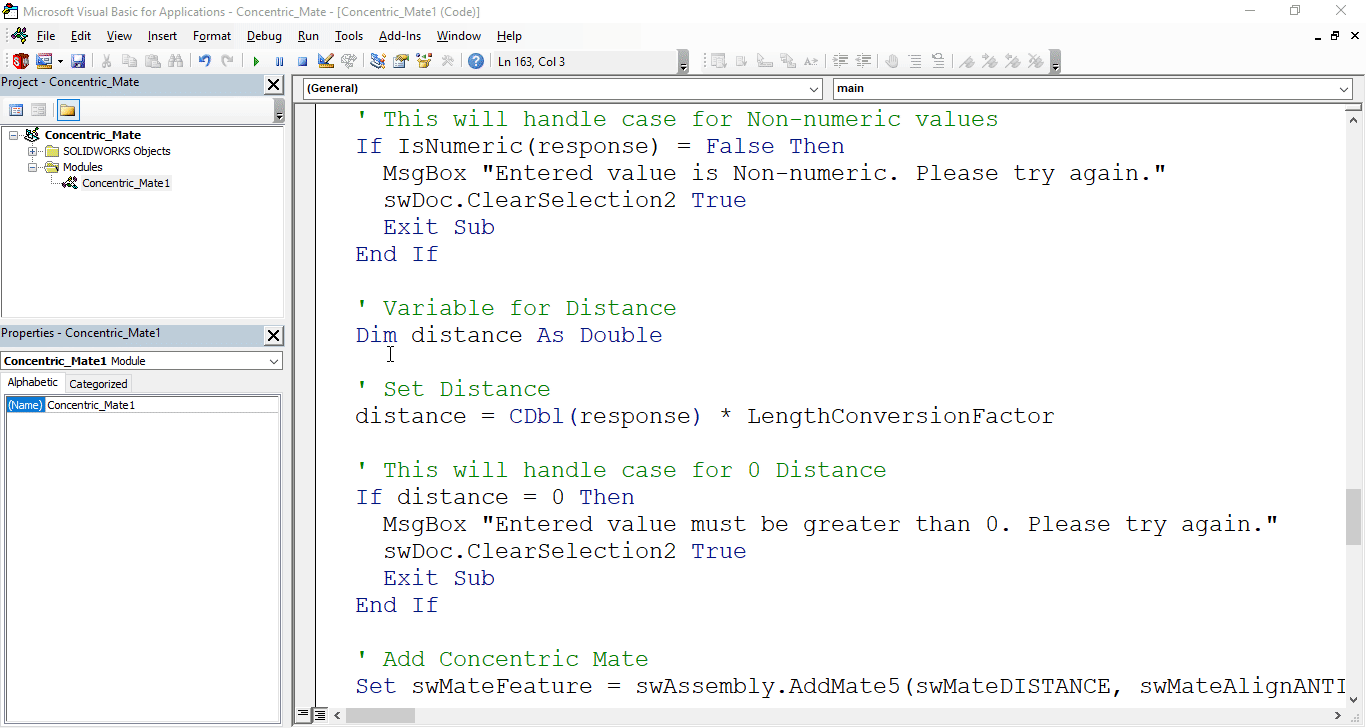 Microsoft Visual Basic for Applications - Concentric_Mate - [Concentric_Mate1 (Code)]
File Edit View Insert Format Debug Run Tools Add-Ins Window Help
Ln 163, Col 3
Project - Concentric_Mate
Concentric_Mate
SOLIDWORKS Objects
Modules
Concentric_Mate1
Properties - Concentric_Mate1
Concentric_Mate1 Module
Alphabetic Categorized
(Name) Concentric_Mate1
(General) main
' This will handle case for Non-numeric values
If IsNumeric(response) = False Then
MsgBox "Entered value is Non-numeric. Please try again."
swDoc.ClearSelection2 True
Exit Sub
End If
' Variable for Distance
Dim distance As Double
' Set Distance
distance = CDbl(response) * LengthConversionFactor
' This will handle case for 0 Distance
If distance = 0 Then
MsgBox "Entered value must be greater than 0. Please try again."
swDoc.ClearSelection2 True
Exit Sub
End If
' Add Concentric Mate
Set swMateFeature = swAssembly.AddMate5(swMateDISTANCE, swMateAlignANTI